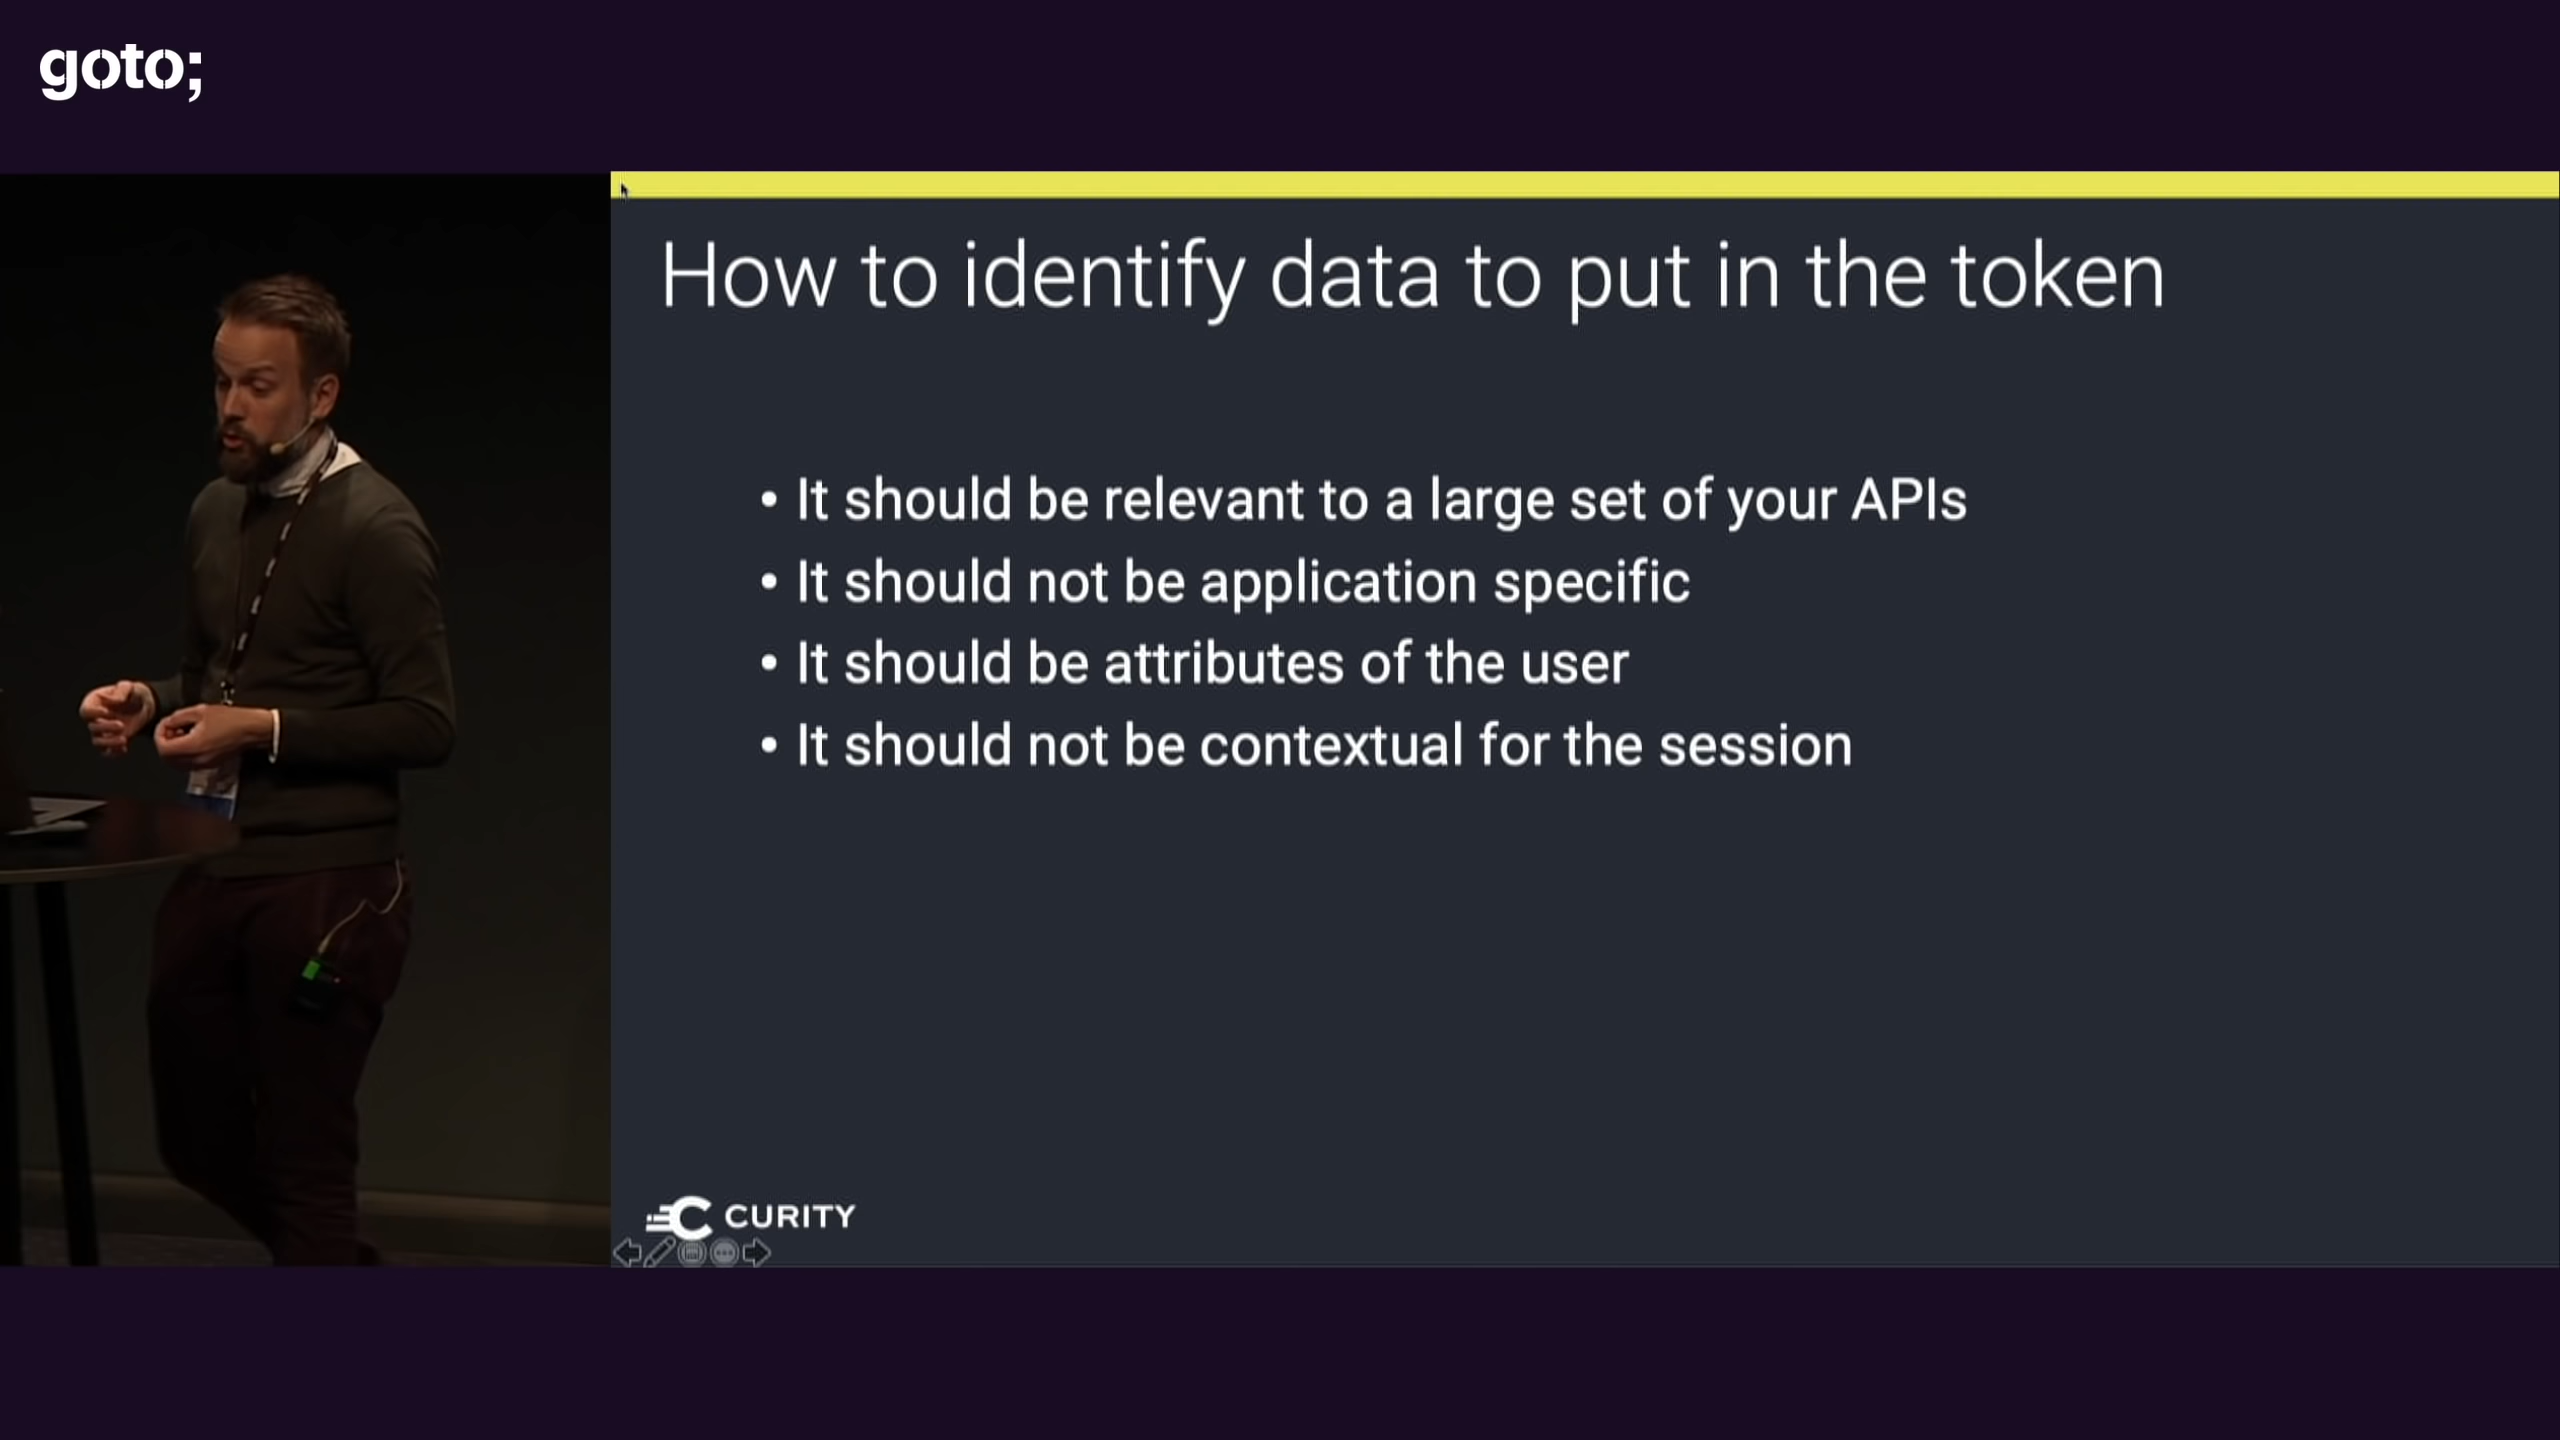 goto;
How to identify data to put in the token
• It should be relevant to a large set of your APIs
• It should not be application specific
• It should be attributes of the user
• It should not be contextual for the session
CURITY